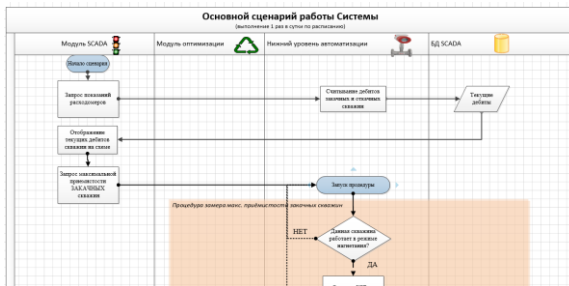 Основной сценарий работы Системы
(выполнение 1 раз в сутки по расписанию)
Модуль SCADA
Модуль оптимизации
Нижний уровень автоматизации
БД SCADA
Начало сценария
Запрос показаний
расходомеров
Считывание дебитов
закачных и откачных
скважин
Текущие
дебиты
Отображение
текущих дебитов
скважин на схеме
Запрос максимальной
приемистости
ЗАКАЧНЫХ
скважин
Запуск процедуры
Процедура замера макс. приёмистости закачных скважин
НЕТ
Данная скважина
работает в режиме
нагнетания?
ДА